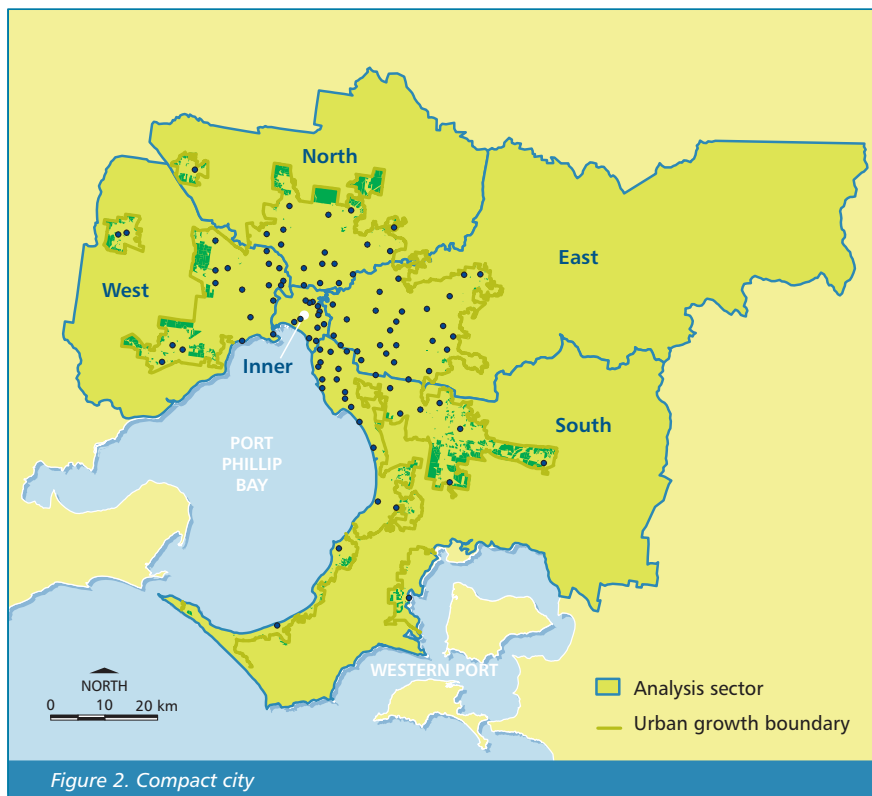 North
East
West
Inner
South
PORT
PHILLIP
BAY
WESTERN PORT
NORTH
0 10 20 km
Analysis sector
Urban growth boundary
Figure 2. Compact city